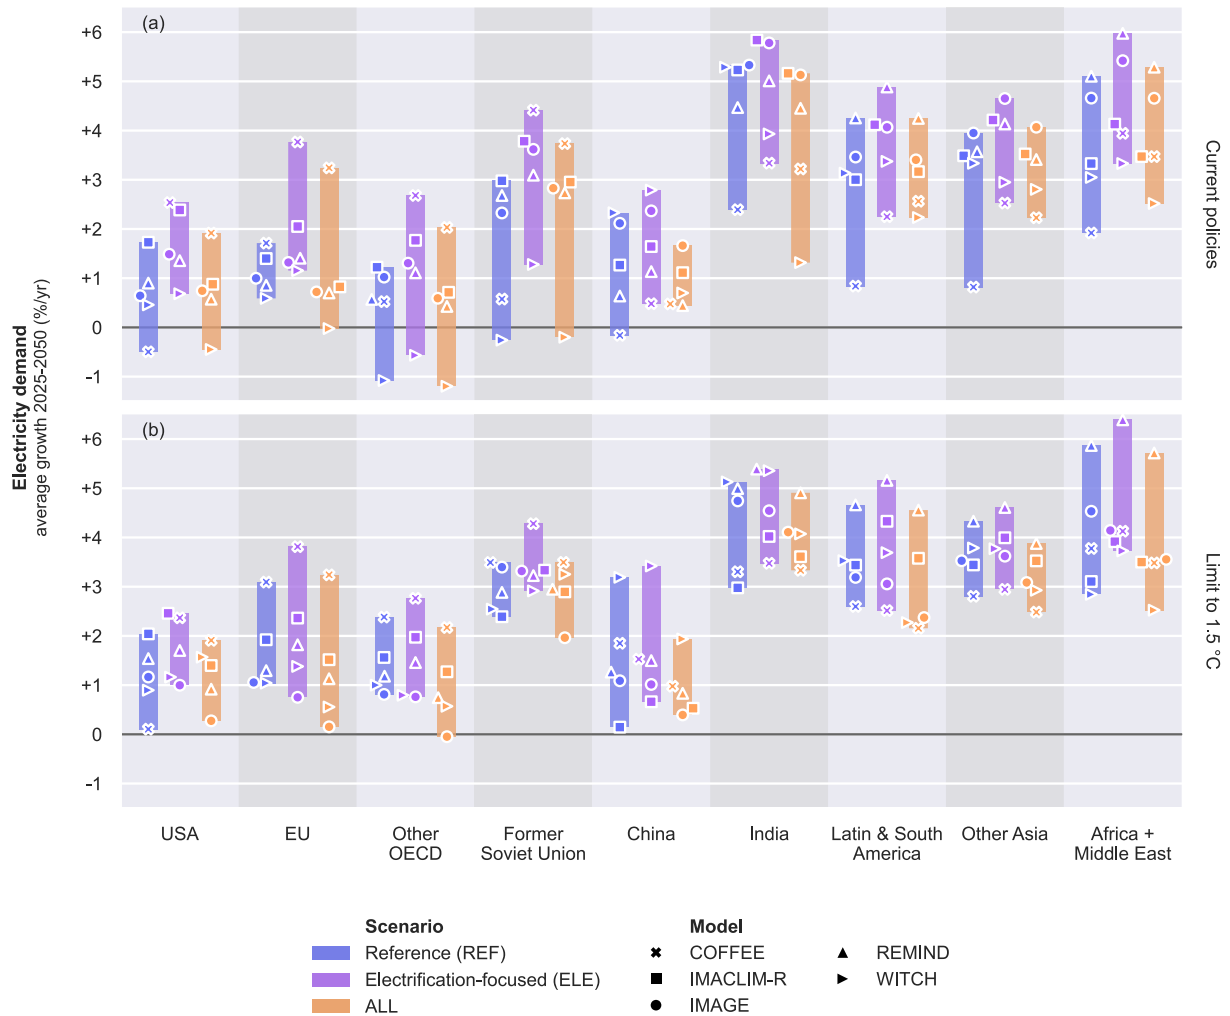 (a)
+6
+5
+4
+3
+2
+1
0
-1
Current policies
(b)
+6
+5
+4
+3
+2
+1
0
-1
Limit to 1.5 °C
Electricity demand
average growth 2025-2050 (%/yr)
USA
EU
Other
OECD
Former
Soviet Union
China
India
Latin & South
America
Other Asia
Africa +
Middle East
Scenario
Reference (REF)
Electrification-focused (ELE)
ALL
Model
COFFEE
IMACLIM-R
IMAGE
REMIND
WITCH